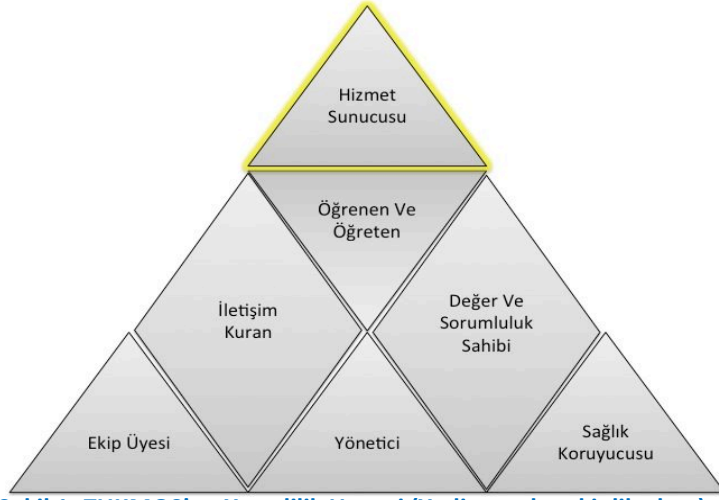 Hizmet
Sunucusu
Öğrenen Ve
Öğreten
İletişim
Kuran
Değer Ve
Sorumluluk
Sahibi
Ekip Üyesi
Yönetici
Sağlık
Koruyucusu